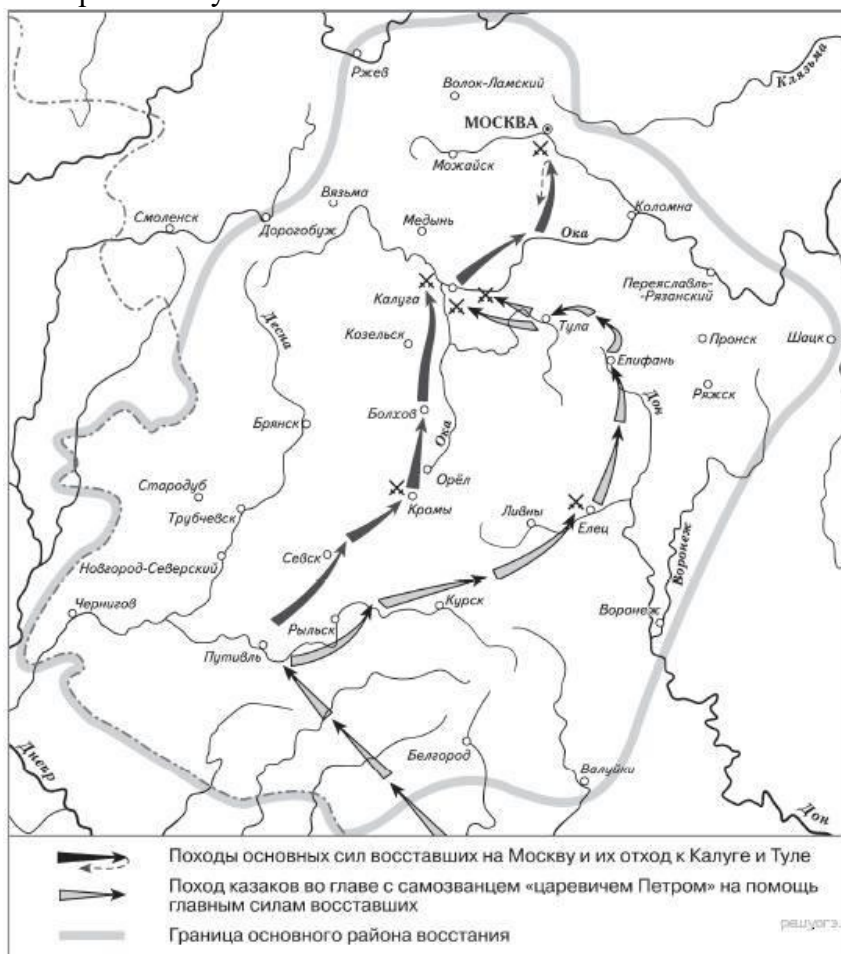 Ржев
Волок-Ламский
Клязьма
МОСКВА
Можайск
Вязьма
Смоленск
Дорогобуж
Медынь
Коломна
Ока
Калуга
Переяславль-
-Рязанский
Десна
Козельск
Тула
Пронск
Шацк
Епифань
Ряжск
Дон
Болхов
Ока
Брянск
Орёл
Стародуб
Кромы
Трубчевск
Ливны
Елец
Севск
Воронеж
Новгород-Северский
Чернигов
Рыльск
Курск
Воронеж
Путивль
Белгород
Валуйки
Днепр
Дон
Походы основных сил восставших на Москву и их отход к Калуге и Туле
Поход казаков во главе с самозванцем «царевичем Петром» на помощь
главным силам восставших
Граница основного района восстания
решуогэ.